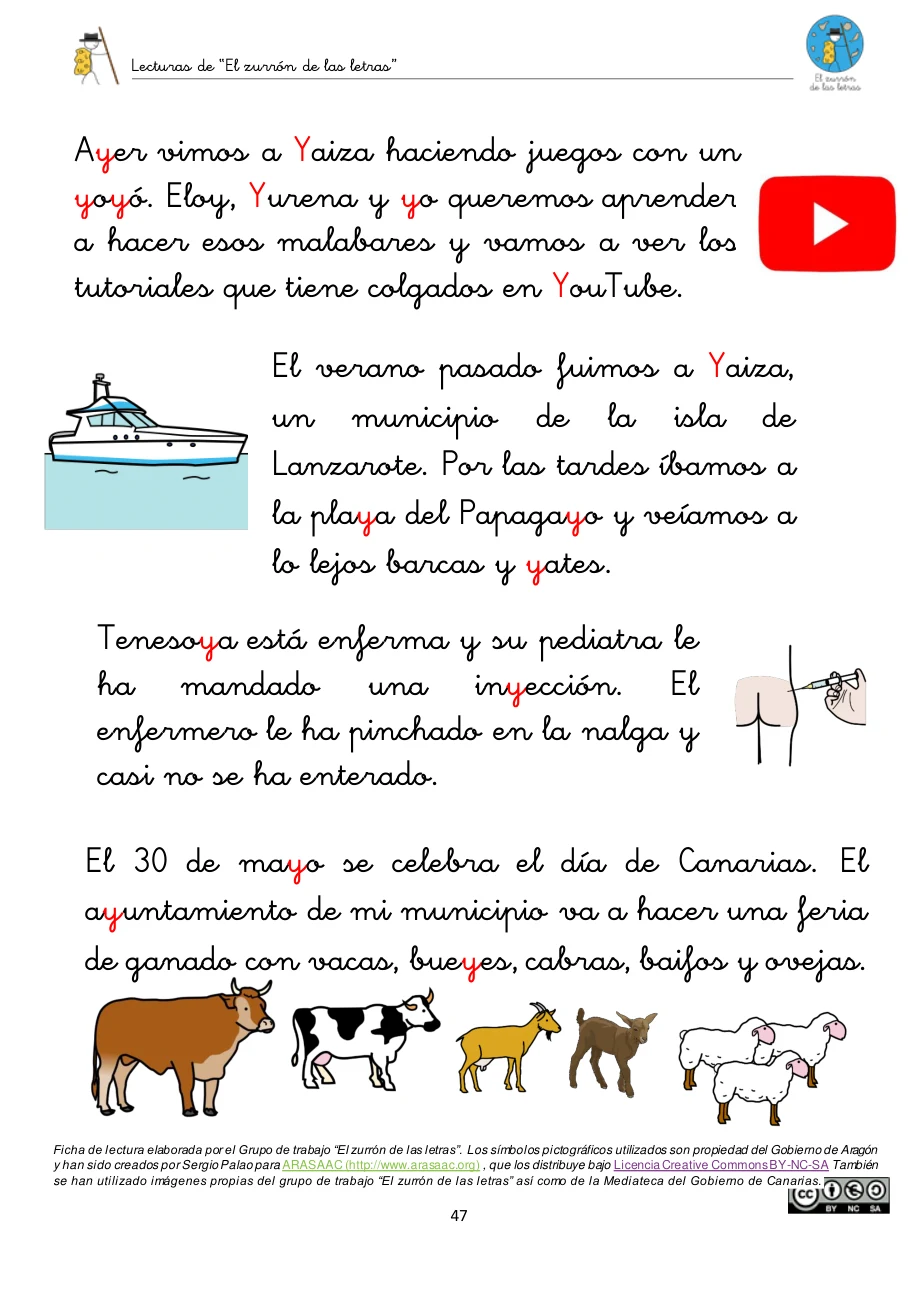 Lecturas de "El zurrón de las letras"
El zurrón
de las letras
Ayer vimos a Yaiza haciendo juegos con un
yoyó. Eloy, Yurena y yo queremos aprender
a hacer esos malabares y vamos a ver los
tutoriales que tiene colgados en YouTube.
El verano pasado fuimos a Yaiza,
un municipio de la isla de
Lanzarote. Por las tardes íbamos a
la playa del Papagayo y veíamos a
lo lejos barcas y yates.
Tenesoya está enferma y su pediatra le
ha mandado una inyección. El
enfermero le ha pinchado en la nalga y
casi no se ha enterado.
El 30 de mayo se celebra el día de Canarias. El
ayuntamiento de mi municipio va a hacer una feria
de ganado con vacas, bueyes, cabras, baifos y ovejas.
Ficha de lectura elaborada por el Grupo de trabajo "El zurrón de las letras". Los símbolos pictográficos utilizados son propiedad del Gobierno de Aragón
y han sido creados por Sergio Palao para ARASAAC (http://www.arasaac.org) , que los distribuye bajo Licencia Creative Commons BY-NC-SA También
se han utilizado imágenes propias del grupo de trabajo "El zurrón de las letras" así como de la Mediateca del Gobierno de Canarias.
cc BY NC SA
47